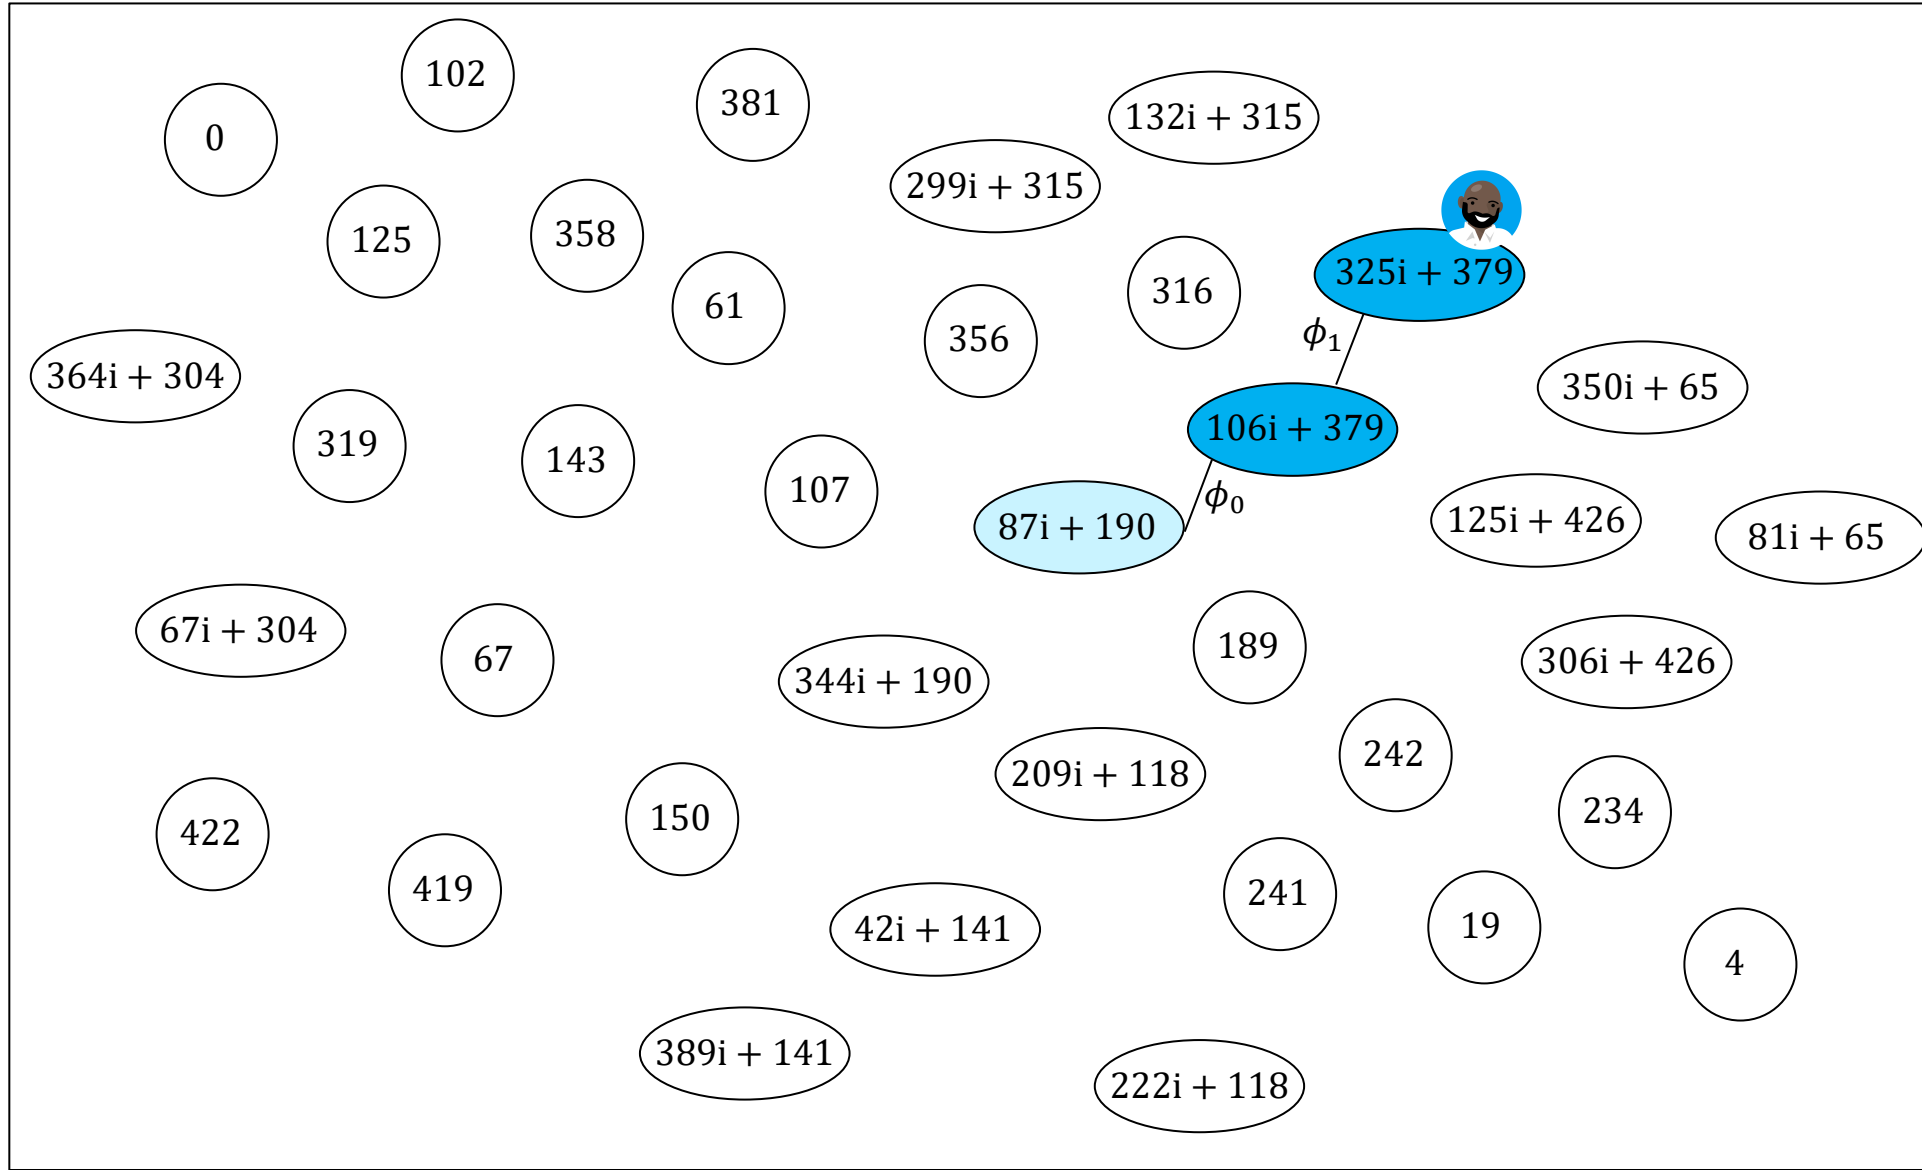 102
381
132i + 315
0
299i + 315
125
358
325i + 379
61
316
356
ϕ₁
364i + 304
350i + 65
106i + 379
319
143
107
ϕ₀
87i + 190
125i + 426
81i + 65
67i + 304
67
189
306i + 426
344i + 190
242
209i + 118
234
150
422
419
241
19
42i + 141
4
389i + 141
222i + 118